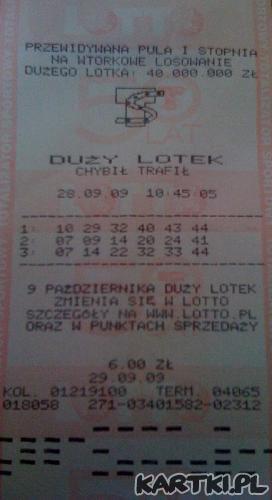 LOTTO
PRZEWIDYWANA PULA I STOPNIA
NA WTORKOWE LOSOWANIE
DUŻEGO LOTKA: 40.000.000 ZŁ
LAT
DUŻY LOTEK
CHYBIŁ TRAFIŁ
28.09.09 10:45:05
1: 10 29 32 40 43 44
2: 07 09 14 20 24 41
3: 07 14 22 32 33 44
9 PAŹDZIERNIKA DUŻY LOTEK
ZMIENIA SIĘ W LOTTO
SZCZEGÓŁY NA WWW.LOTTO.PL
ORAZ W PUNKTACH SPRZEDAŻY
6.00 ZŁ
29.09.09
KOL. 01219100 TERM. 04065
018058 271-03401582-02312
KARTKI.PL